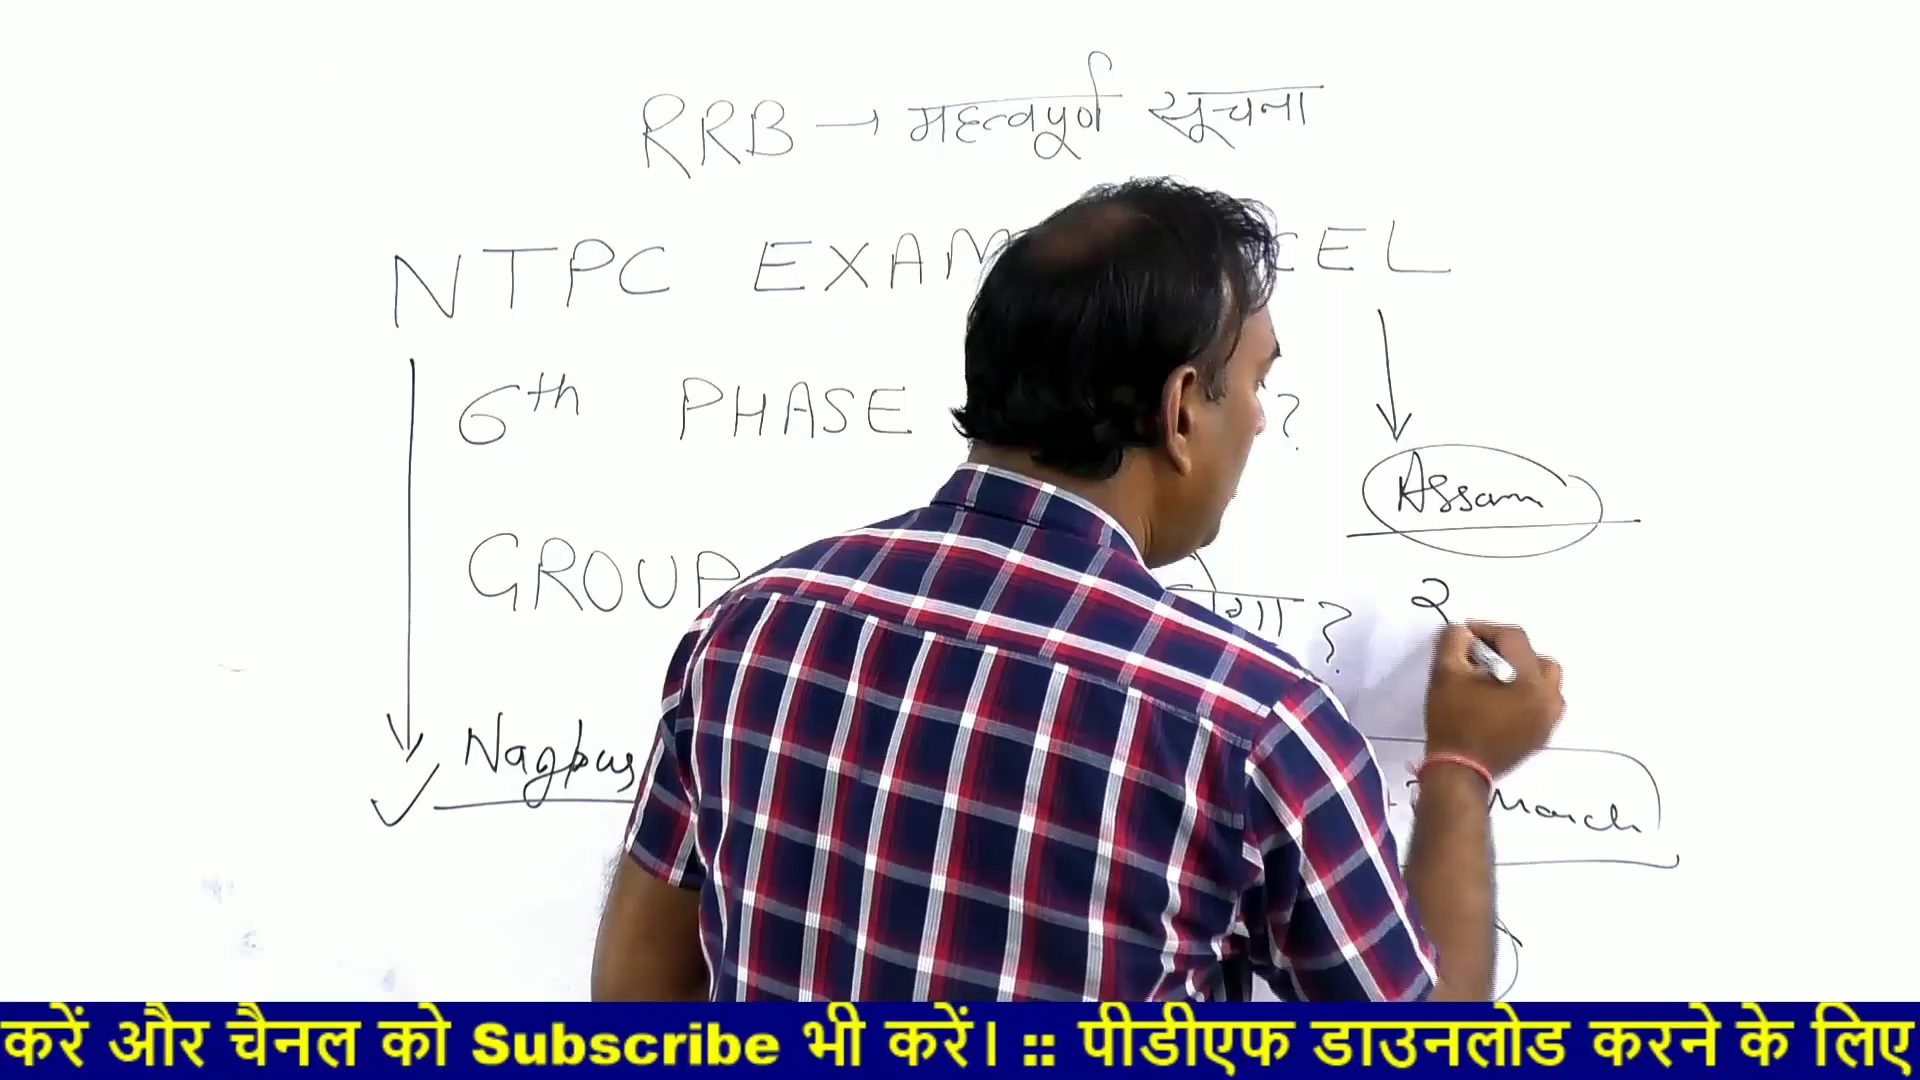 RRB → महत्वपूर्ण सूचना
NTPC EXAM CEL
6th PHASE ?
Assam
GROUP ?
2
Nagpur
March
करें और चैनल को Subscribe भी करें। :: पीडीएफ डाउनलोड करने के लिए